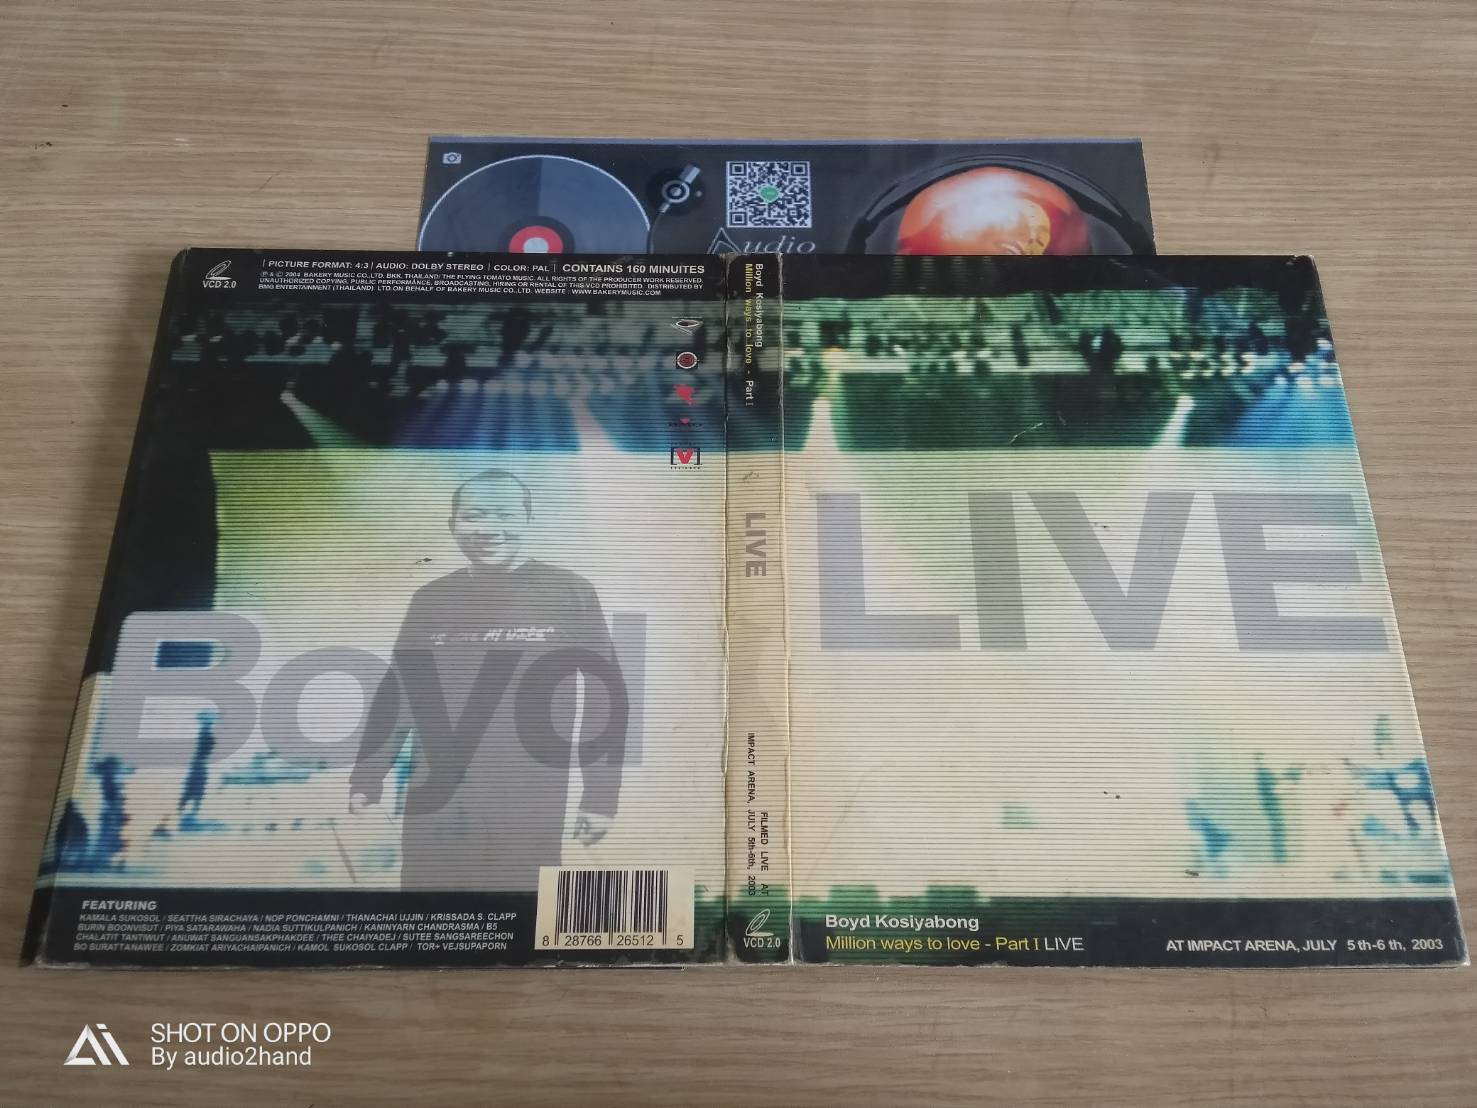 Audio
VCD 2.0
PICTURE FORMAT: 4:3 | AUDIO: DOLBY STEREO | COLOR: PAL | CONTAINS 160 MINUITES
℗ & © 2004 BAKERY MUSIC CO.,LTD. BKK. THAILAND/ THE FLYING TOMATO MUSIC. ALL RIGHTS OF THE PRODUCER WORK RESERVED.
UNAUTHORIZED COPYING, PUBLIC PERFORMANCE, BROADCASTING, HIRING OR RENTAL OF THIS VCD PROHIBITED DISTRIBUTED BY
BMG ENTERTAINMENT (THAILAND) LTD.ON BEHALF OF BAKERY MUSIC CO.,LTD. WEBSITE : WWW.BAKERYMUSIC.COM
[V]
"I LOVE MY WIFE"
Boyd
FEATURING
KAMALA SUKOSOL / SEATTHA SIRACHAYA / NOP PONCHAMNI / THANACHAI UJJIN / KRISSADA S. CLAPP
BURIN BOONVISUT / PIYA SATARAWAHA / NADIA SUTTIKULPANICH / KANINYARN CHANDRASMA / B5
CHALATIT TANTIWUT / ANUWAT SANGUANSAKPHAKDEE / THEE CHAIYADEJ / SUTEE SANGSAREECHON
BO SURATTANAWEE / ZOMKIAT ARIYACHAIPANICH / KAMOL SUKOSOL CLAPP / TOR+ VEJSUPAPORN
8 28766 26512 5
Boyd Kosiyabong
Million ways to love - Part I
LIVE
FILMED LIVE AT
IMPACT ARENA, JULY 5th-6th, 2003
VCD 2.0
LIVE
Boyd Kosiyabong
Million ways to love - Part I LIVE
AT IMPACT ARENA, JULY 5 th-6 th, 2003
SHOT ON OPPO
By audio2hand